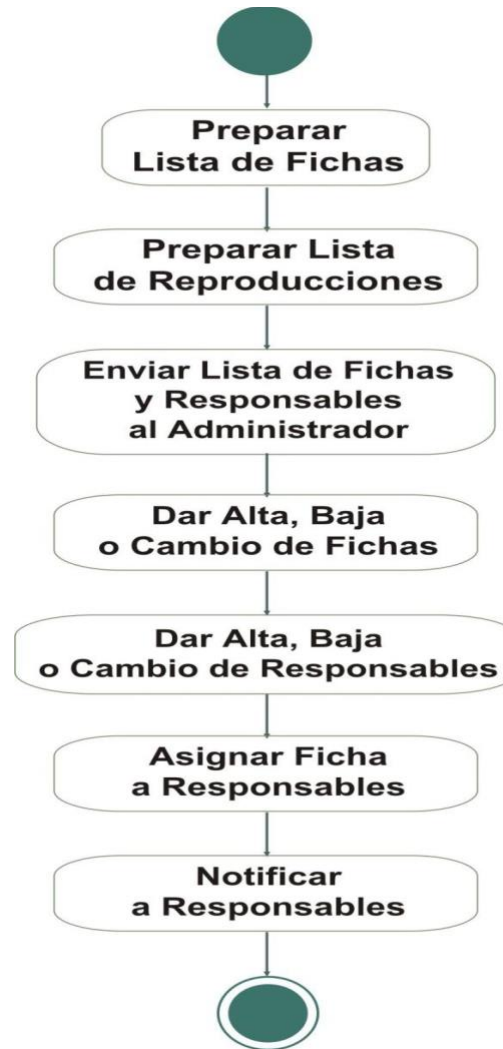 Preparar
Lista de Fichas
Preparar Lista
de Reproducciones
Enviar Lista de Fichas
y Responsables
al Administrador
Dar Alta, Baja
o Cambio de Fichas
Dar Alta, Baja
o Cambio de Responsables
Asignar Ficha
a Responsables
Notificar
a Responsables